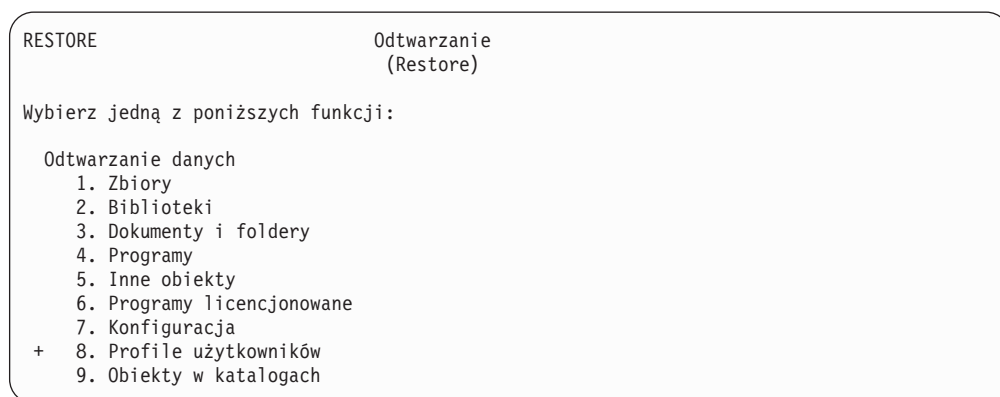 RESTORE Odtwarzanie
(Restore)
Wybierz jedną z poniższych funkcji:
Odtwarzanie danych
1. Zbiory
2. Biblioteki
3. Dokumenty i foldery
4. Programy
5. Inne obiekty
6. Programy licencjonowane
7. Konfiguracja
+ 8. Profile użytkowników
9. Obiekty w katalogach